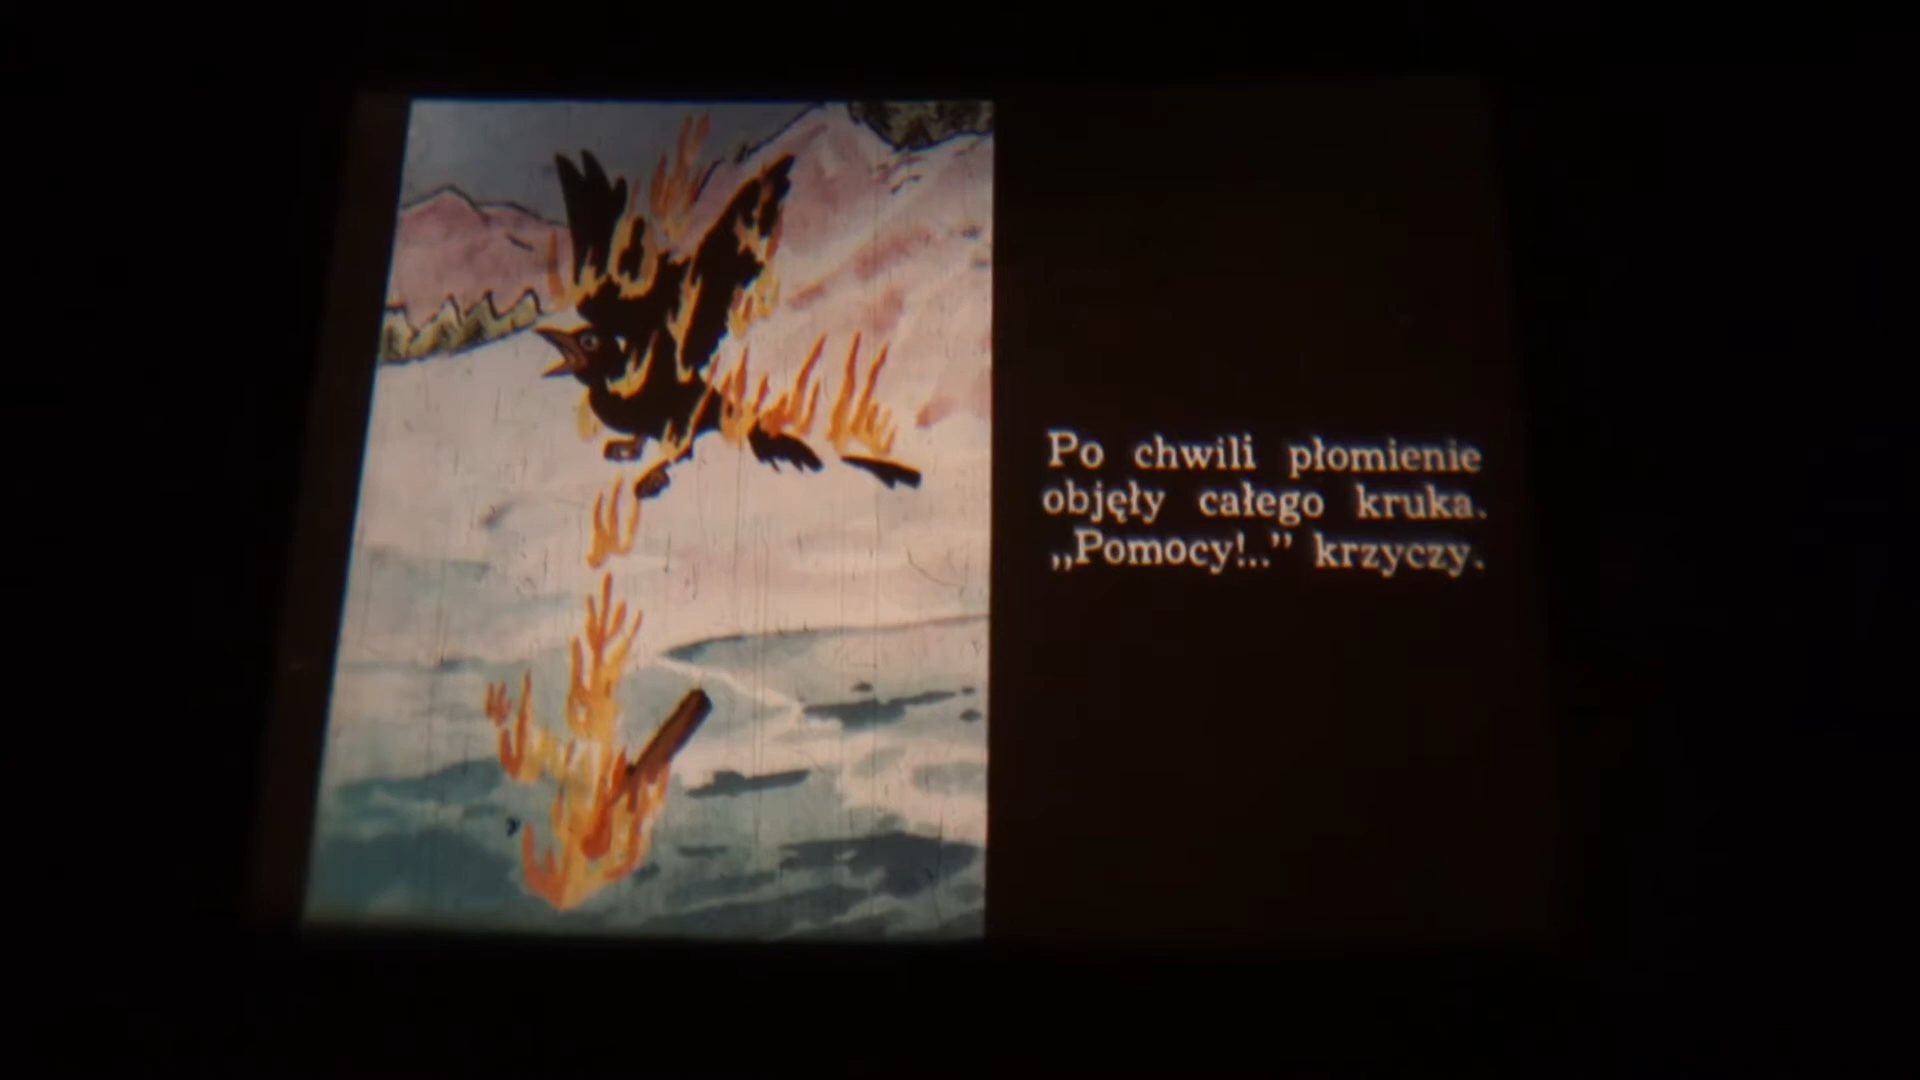 Po chwili płomienie
objęły całego kruka.
„Pomocy!..” krzyczy.